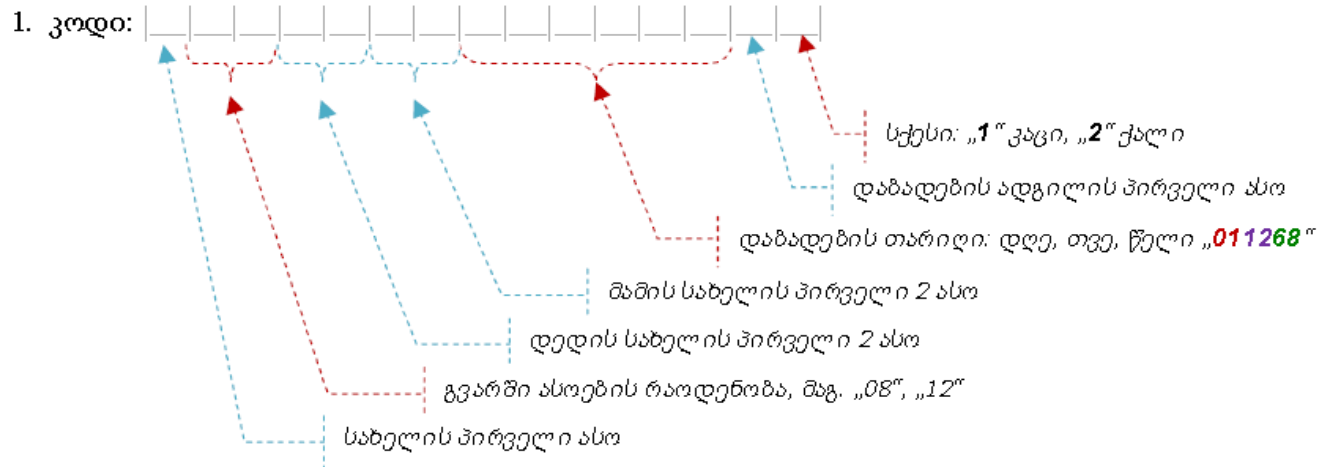 1. კოდი:
სქესი: „1“ კაცი, „2“ ქალი
დაბადების ადგილის პირველი ასო
დაბადების თარიღი: დღე, თვე, წელი „011268“
მამის სახელის პირველი 2 ასო
დედის სახელის პირველი 2 ასო
გვარში ასოების რაოდენობა, მაგ. „08“, „12“
სახელის პირველი ასო